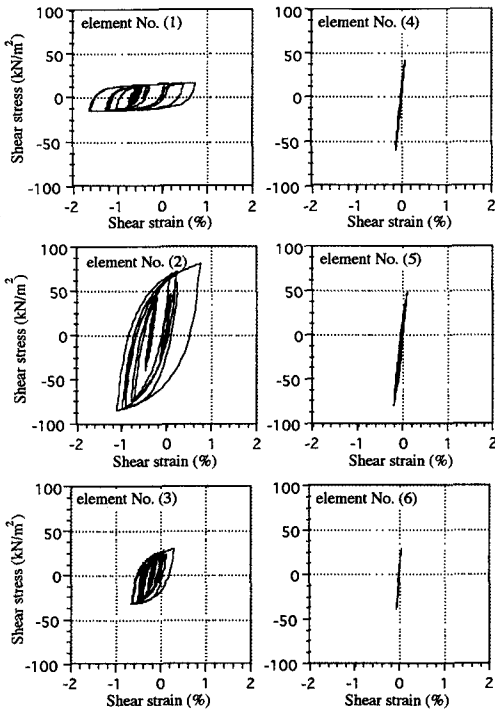 element No. (1)
100
50
0
-50
-100
Shear stress (kN/m²)
-2 -1 0 1 2
Shear strain (%)
element No. (4)
100
50
0
-50
-100
-2 -1 0 1 2
Shear strain (%)
element No. (2)
100
50
0
-50
-100
Shear stress (kN/m²)
-2 -1 0 1 2
Shear strain (%)
element No. (5)
100
50
0
-50
-100
-2 -1 0 1 2
Shear strain (%)
element No. (3)
100
50
0
-50
-100
Shear stress (kN/m²)
-2 -1 0 1 2
Shear strain (%)
element No. (6)
100
50
0
-50
-100
-2 -1 0 1 2
Shear strain (%)